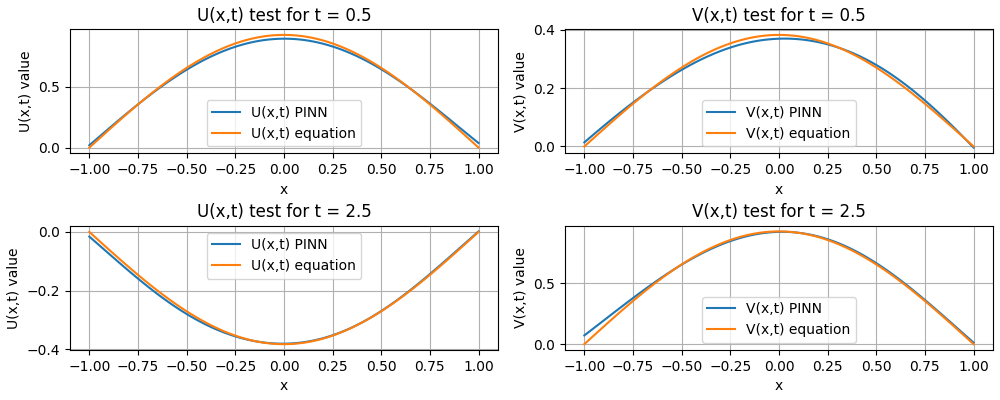 U(x,t) test for t = 0.5
U(x,t) value
0.5
0.0
U(x,t) PINN
U(x,t) equation
−1.00 −0.75 −0.50 −0.25 0.00 0.25 0.50 0.75 1.00
x
V(x,t) test for t = 0.5
V(x,t) value
0.4
0.2
0.0
V(x,t) PINN
V(x,t) equation
−1.00 −0.75 −0.50 −0.25 0.00 0.25 0.50 0.75 1.00
x
U(x,t) test for t = 2.5
U(x,t) value
0.0
−0.2
−0.4
U(x,t) PINN
U(x,t) equation
−1.00 −0.75 −0.50 −0.25 0.00 0.25 0.50 0.75 1.00
x
V(x,t) test for t = 2.5
V(x,t) value
0.5
0.0
V(x,t) PINN
V(x,t) equation
−1.00 −0.75 −0.50 −0.25 0.00 0.25 0.50 0.75 1.00
x